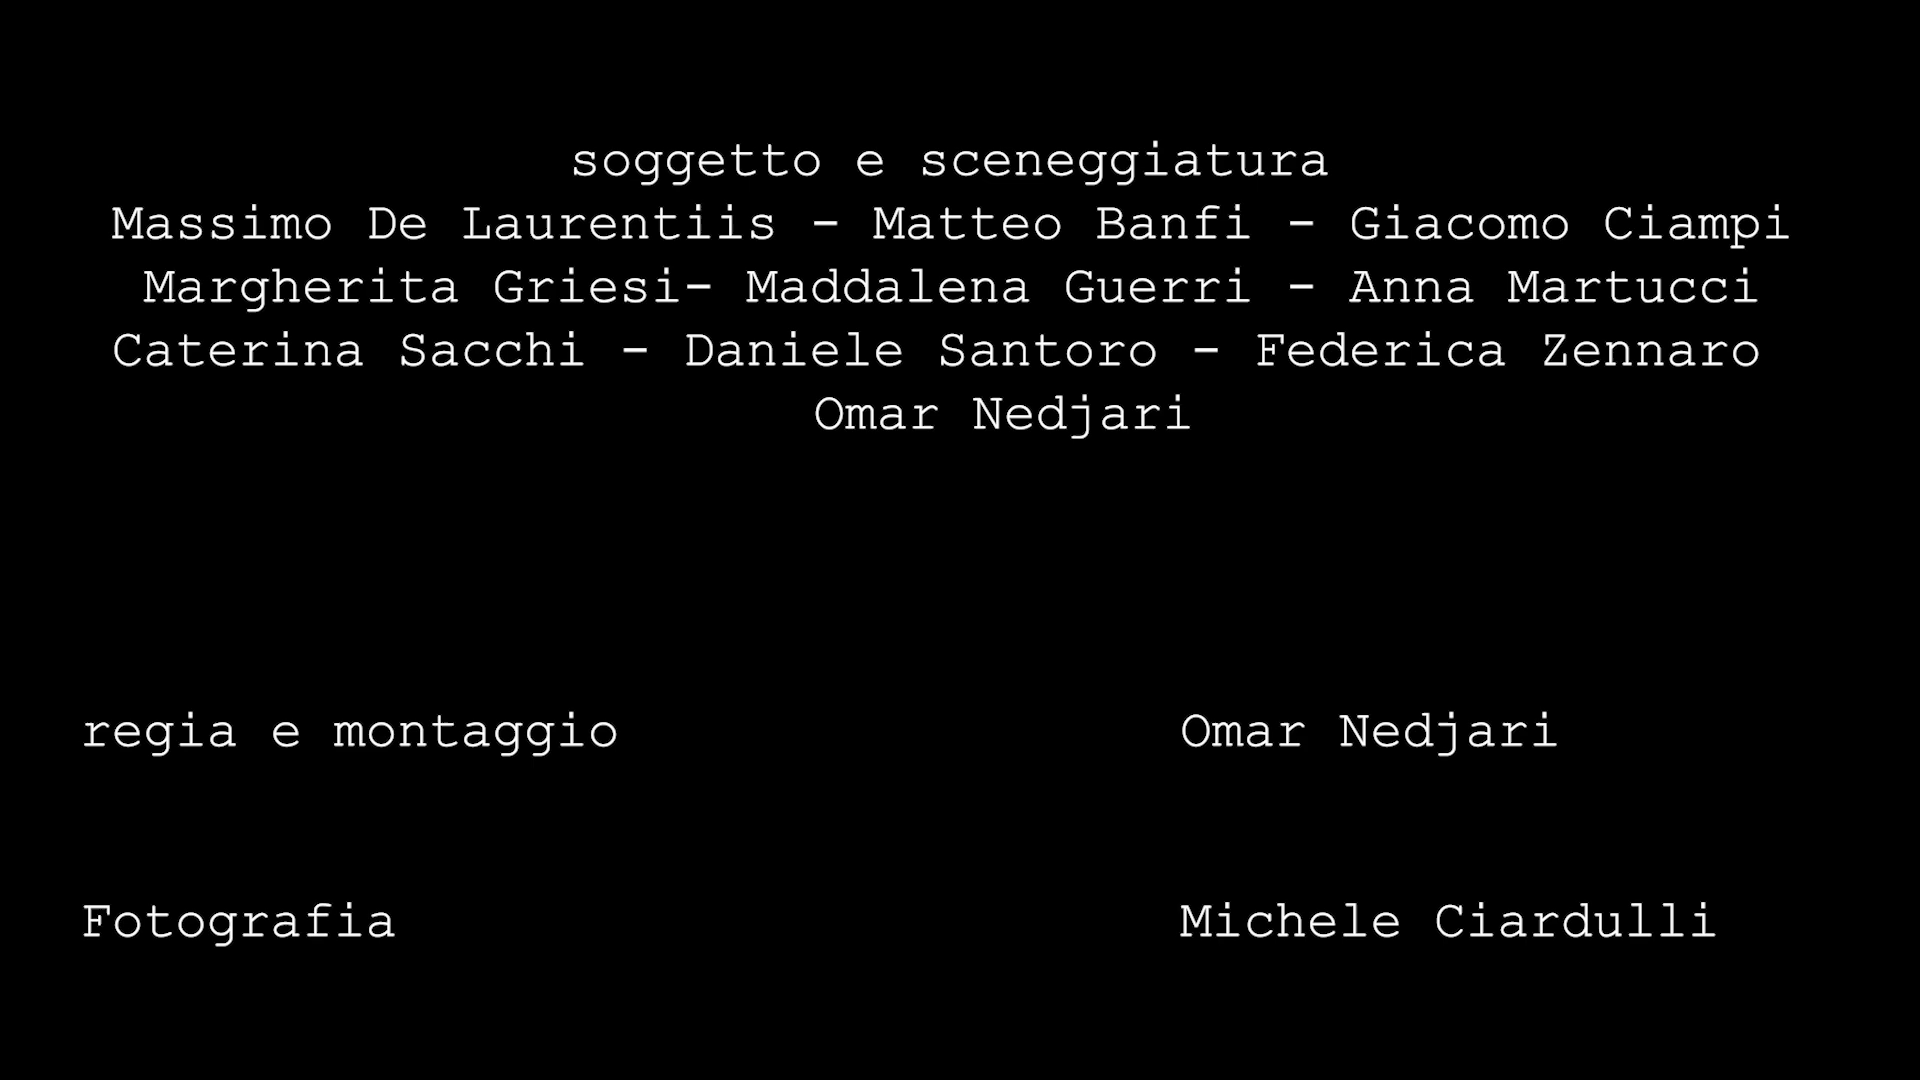 soggetto e sceneggiatura
Massimo De Laurentiis - Matteo Banfi - Giacomo Ciampi
Margherita Griesi- Maddalena Guerri - Anna Martucci
Caterina Sacchi - Daniele Santoro - Federica Zennaro
Omar Nedjari
regia e montaggio Omar Nedjari
Fotografia Michele Ciardulli